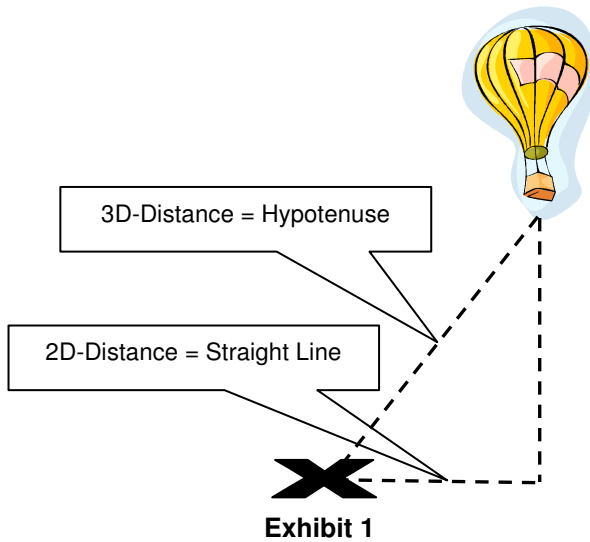 3D-Distance = Hypotenuse
2D-Distance = Straight Line
Exhibit 1